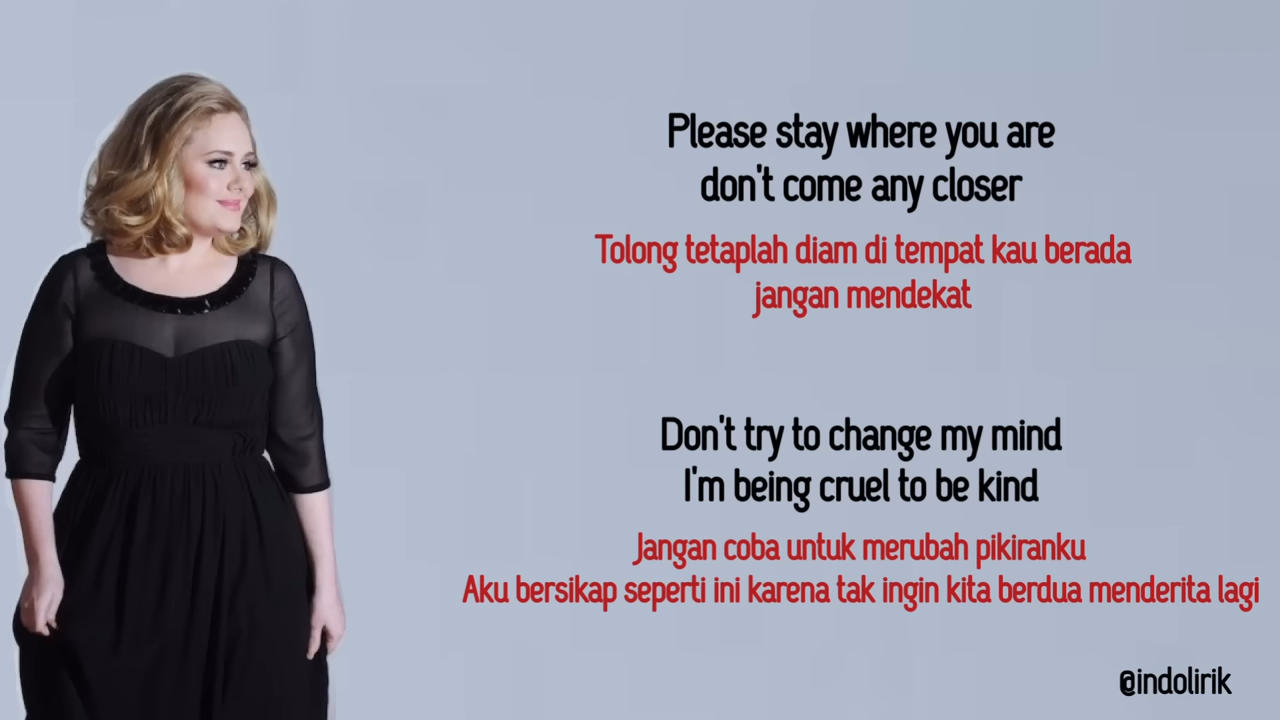 Please stay where you are
don't come any closer
Tolong tetaplah diam di tempat kau berada
jangan mendekat
Don't try to change my mind
I'm being cruel to be kind
Jangan coba untuk merubah pikiranku
Aku bersikap seperti ini karena tak ingin kita berdua menderita lagi
@indolirik